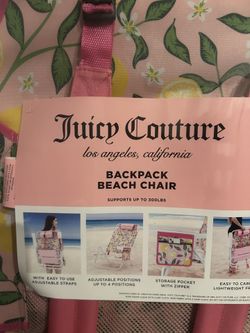 Juicy Couture
los angeles, california
BACKPACK
BEACH CHAIR
SUPPORTS UP TO 300LBS
WITH EASY TO USE
ADJUSTABLE STRAPS
ADJUSTABLE POSITIONS
UP TO 4 POSITIONS
STORAGE POCKET
WITH ZIPPER
EASY TO CAR
LIGHTWEIGHT F